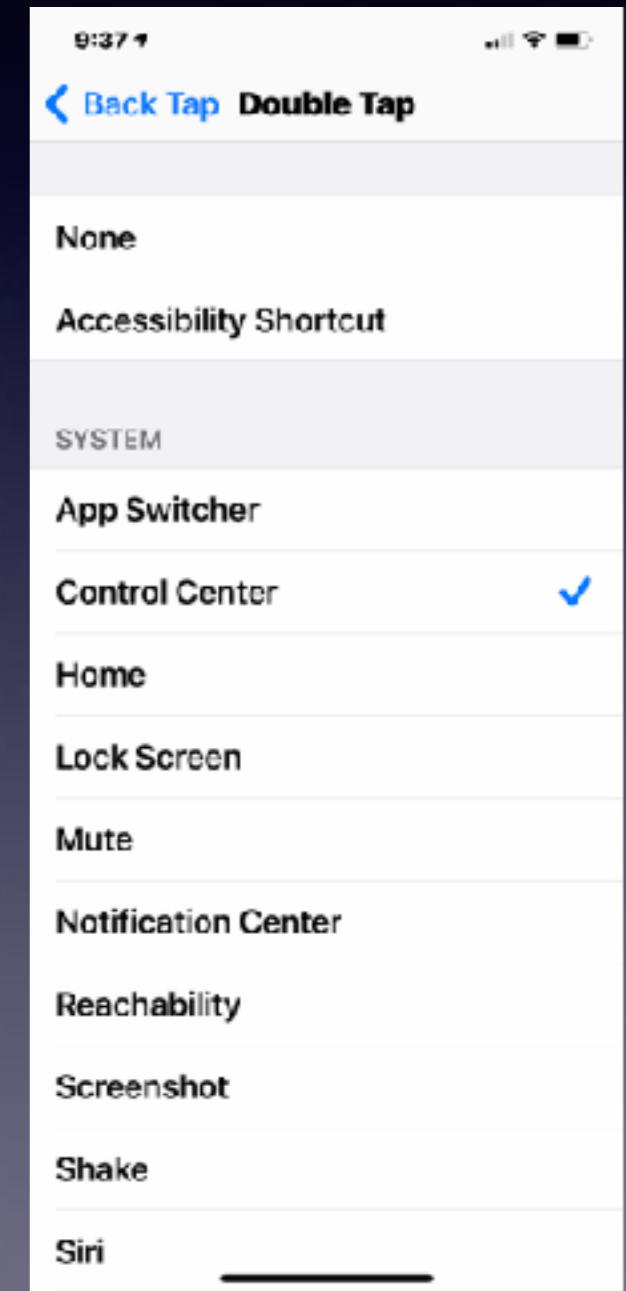 9:37
Back Tap Double Tap
None
Accessibility Shortcut
SYSTEM
App Switcher
Control Center
Home
Lock Screen
Mute
Notification Center
Reachability
Screenshot
Shake
Siri